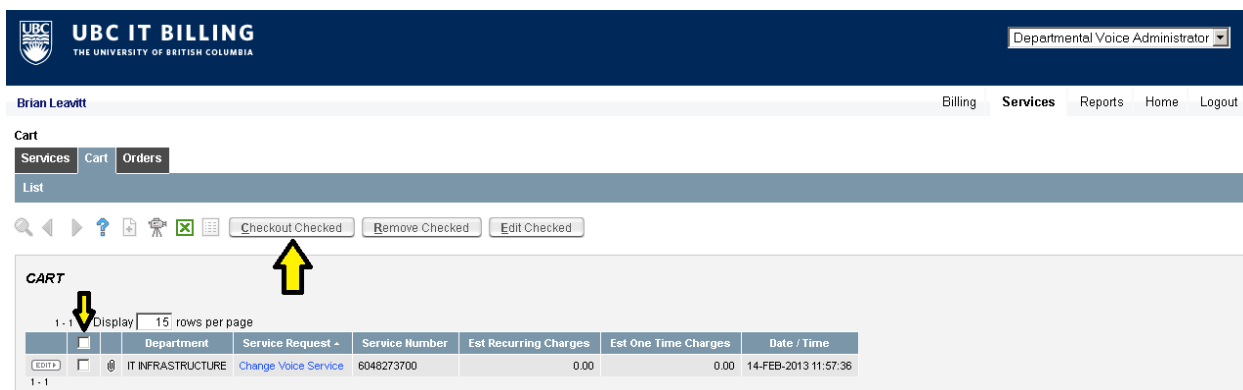 UBC
UBC IT BILLING
THE UNIVERSITY OF BRITISH COLUMBIA
Departmental Voice Administrator
Brian Leavitt
Billing Services Reports Home Logout
Cart
Services Cart Orders
List
Checkout Checked Remove Checked Edit Checked
CART
1 - 1 Display 15 rows per page
Department Service Request Service Number Est Recurring Charges Est One Time Charges Date / Time
EDIT IT INFRASTRUCTURE Change Voice Service 6048273700 0.00 0.00 14-FEB-2013 11:57:36
1 - 1